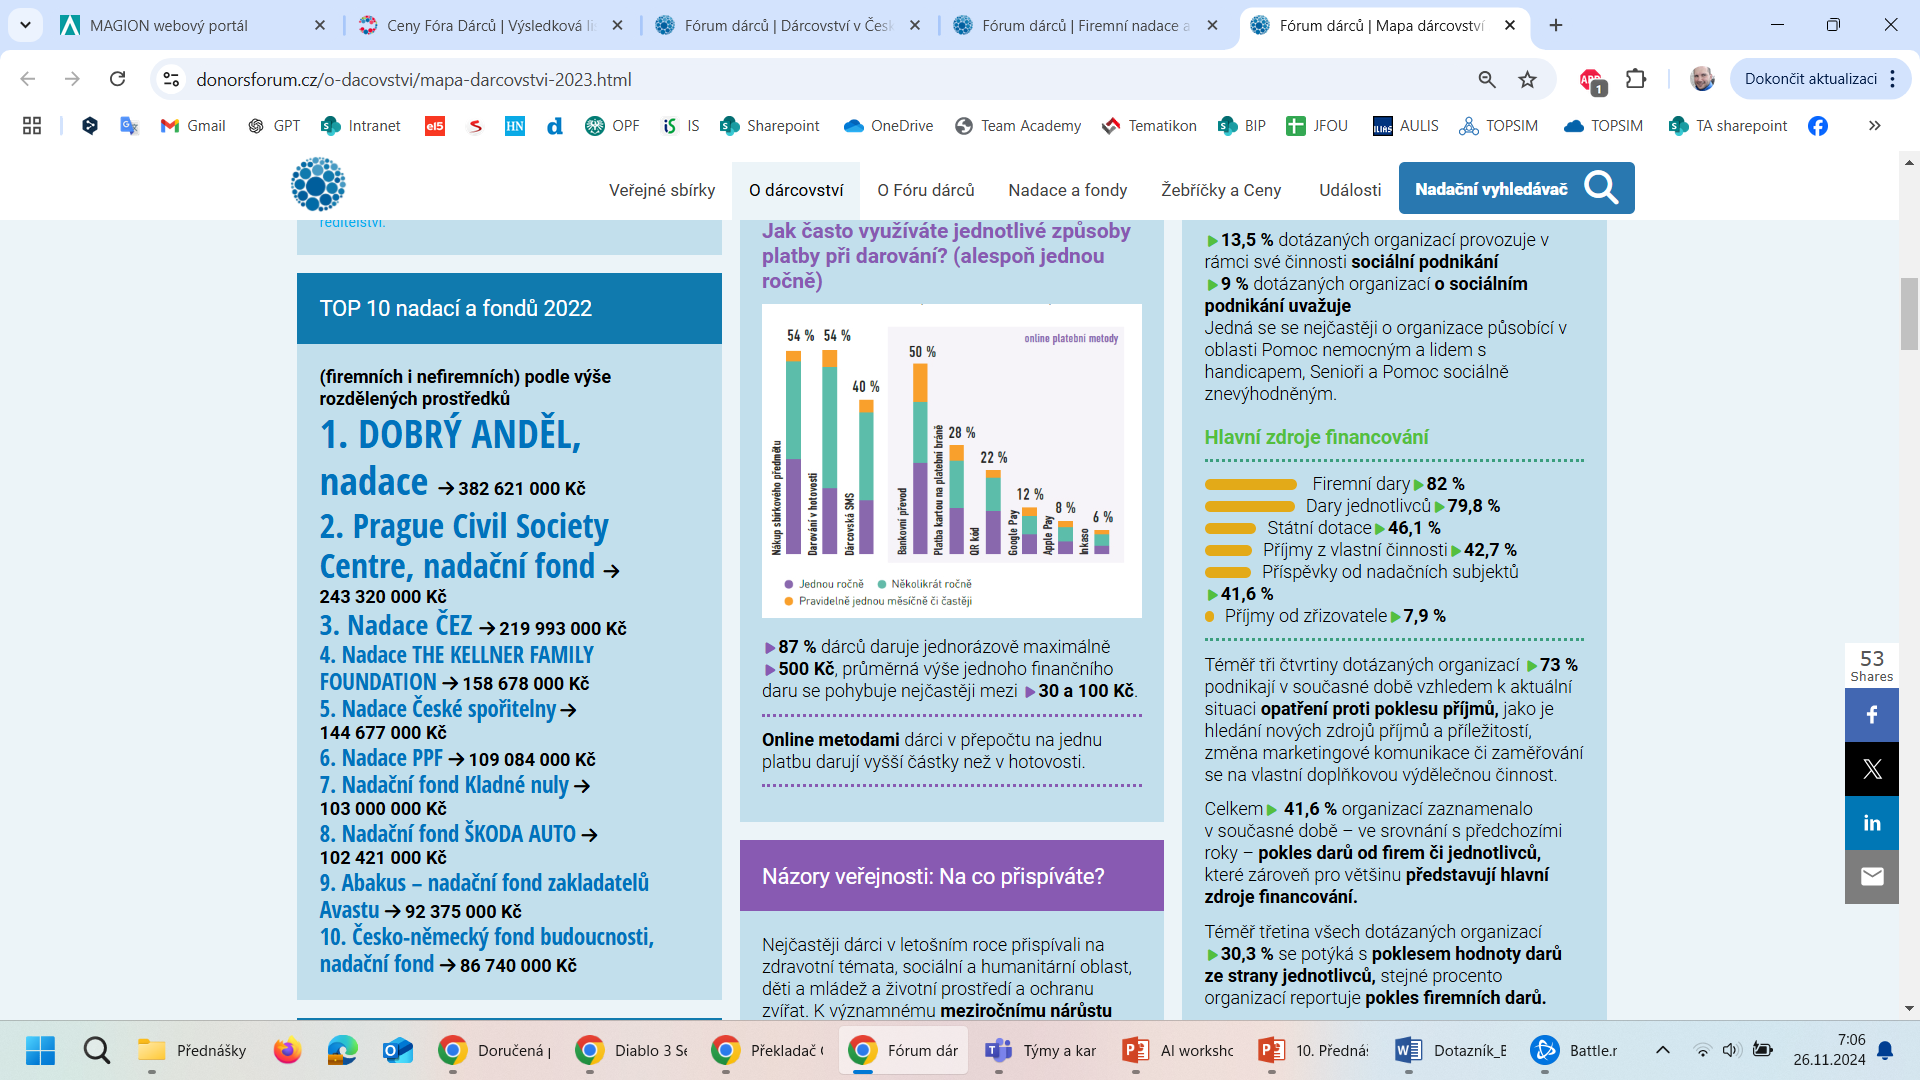 MAGION webový portál
Ceny Fóra Dárců | Výsledková li
Fórum dárců | Dárcovství v Česk
Fórum dárců | Firemní nadace a
Fórum dárců | Mapa dárcovství
donorsforum.cz/o-dacovstvi/mapa-darcovstvi-2023.html
ABP
1
Dokončit aktualizaci
Gmail
GPT
Intranet
el5
HN
d
OPF
IS
Sharepoint
OneDrive
Team Academy
Tematikon
BIP
JFOU
ILIAS
AULIS
TOPSIM
TOPSIM
TA sharepoint
Veřejné sbírky
O dárcovství
O Fóru dárců
Nadace a fondy
Žebříčky a Ceny
Události
Nadační vyhledávač
ředitelství.
TOP 10 nadací a fondů 2022
(firemních i nefiremních) podle výše
rozdělených prostředků
1. DOBRÝ ANDĚL,
nadace → 382 621 000 Kč
2. Prague Civil Society
Centre, nadační fond →
243 320 000 Kč
3. Nadace ČEZ → 219 993 000 Kč
4. Nadace THE KELLNER FAMILY
FOUNDATION → 158 678 000 Kč
5. Nadace České spořitelny →
144 677 000 Kč
6. Nadace PPF → 109 084 000 Kč
7. Nadační fond Kladné nuly →
103 000 000 Kč
8. Nadační fond ŠKODA AUTO →
102 421 000 Kč
9. Abakus – nadační fond zakladatelů
Avastu → 92 375 000 Kč
10. Česko-německý fond budoucnosti,
nadační fond → 86 740 000 Kč
Jak často využíváte jednotlivé způsoby
platby při darování? (alespoň jednou
ročně)
online platební metody
54 %
54 %
40 %
50 %
28 %
22 %
12 %
8 %
6 %
Nákup sbírkového předmětu
Darování v hotovosti
Dárcovská SMS
Bankovní převod
Platba kartou na platební bráně
QR kód
Google Pay
Apple Pay
Inkaso
Jednou ročně
Několikrát ročně
Pravidelně jednou měsíčně či častěji
87 % dárců daruje jednorázově maximálně
500 Kč, průměrná výše jednoho finančního
daru se pohybuje nejčastěji mezi 30 a 100 Kč.
Online metodami dárci v přepočtu na jednu
platbu darují vyšší částky než v hotovosti.
Názory veřejnosti: Na co přispíváte?
Nejčastěji dárci v letošním roce přispívali na
zdravotní témata, sociální a humanitární oblast,
děti a mládež a životní prostředí a ochranu
zvířat. K významnému meziročnímu nárůstu
13,5 % dotázaných organizací provozuje v
rámci své činnosti sociální podnikání
9 % dotázaných organizací o sociálním
podnikání uvažuje
Jedná se se nejčastěji o organizace působící v
oblasti Pomoc nemocným a lidem s
handicapem, Senioři a Pomoc sociálně
znevýhodněným.
Hlavní zdroje financování
Firemní dary 82 %
Dary jednotlivců 79,8 %
Státní dotace 46,1 %
Příjmy z vlastní činnosti 42,7 %
Příspěvky od nadačních subjektů
41,6 %
Příjmy od zřizovatele 7,9 %
Téměř tři čtvrtiny dotázaných organizací 73 %
podnikají v současné době vzhledem k aktuální
situaci opatření proti poklesu příjmů, jako je
hledání nových zdrojů příjmů a příležitostí,
změna marketingové komunikace či zaměřování
se na vlastní doplňkovou výdělečnou činnost.
Celkem 41,6 % organizací zaznamenalo
v současné době – ve srovnání s předchozími
roky – pokles darů od firem či jednotlivců,
které zároveň pro většinu představují hlavní
zdroje financování.
Téměř třetina všech dotázaných organizací
30,3 % se potýká s poklesem hodnoty darů
ze strany jednotlivců, stejné procento
organizací reportuje pokles firemních darů.
53
Shares
Přednášky
Doručená p
Diablo 3 Se
Překladač
Fórum dár
Týmy a kar
AI worksho
10. Přednáš
Dotazník_E
Battle.r
7:06
26.11.2024